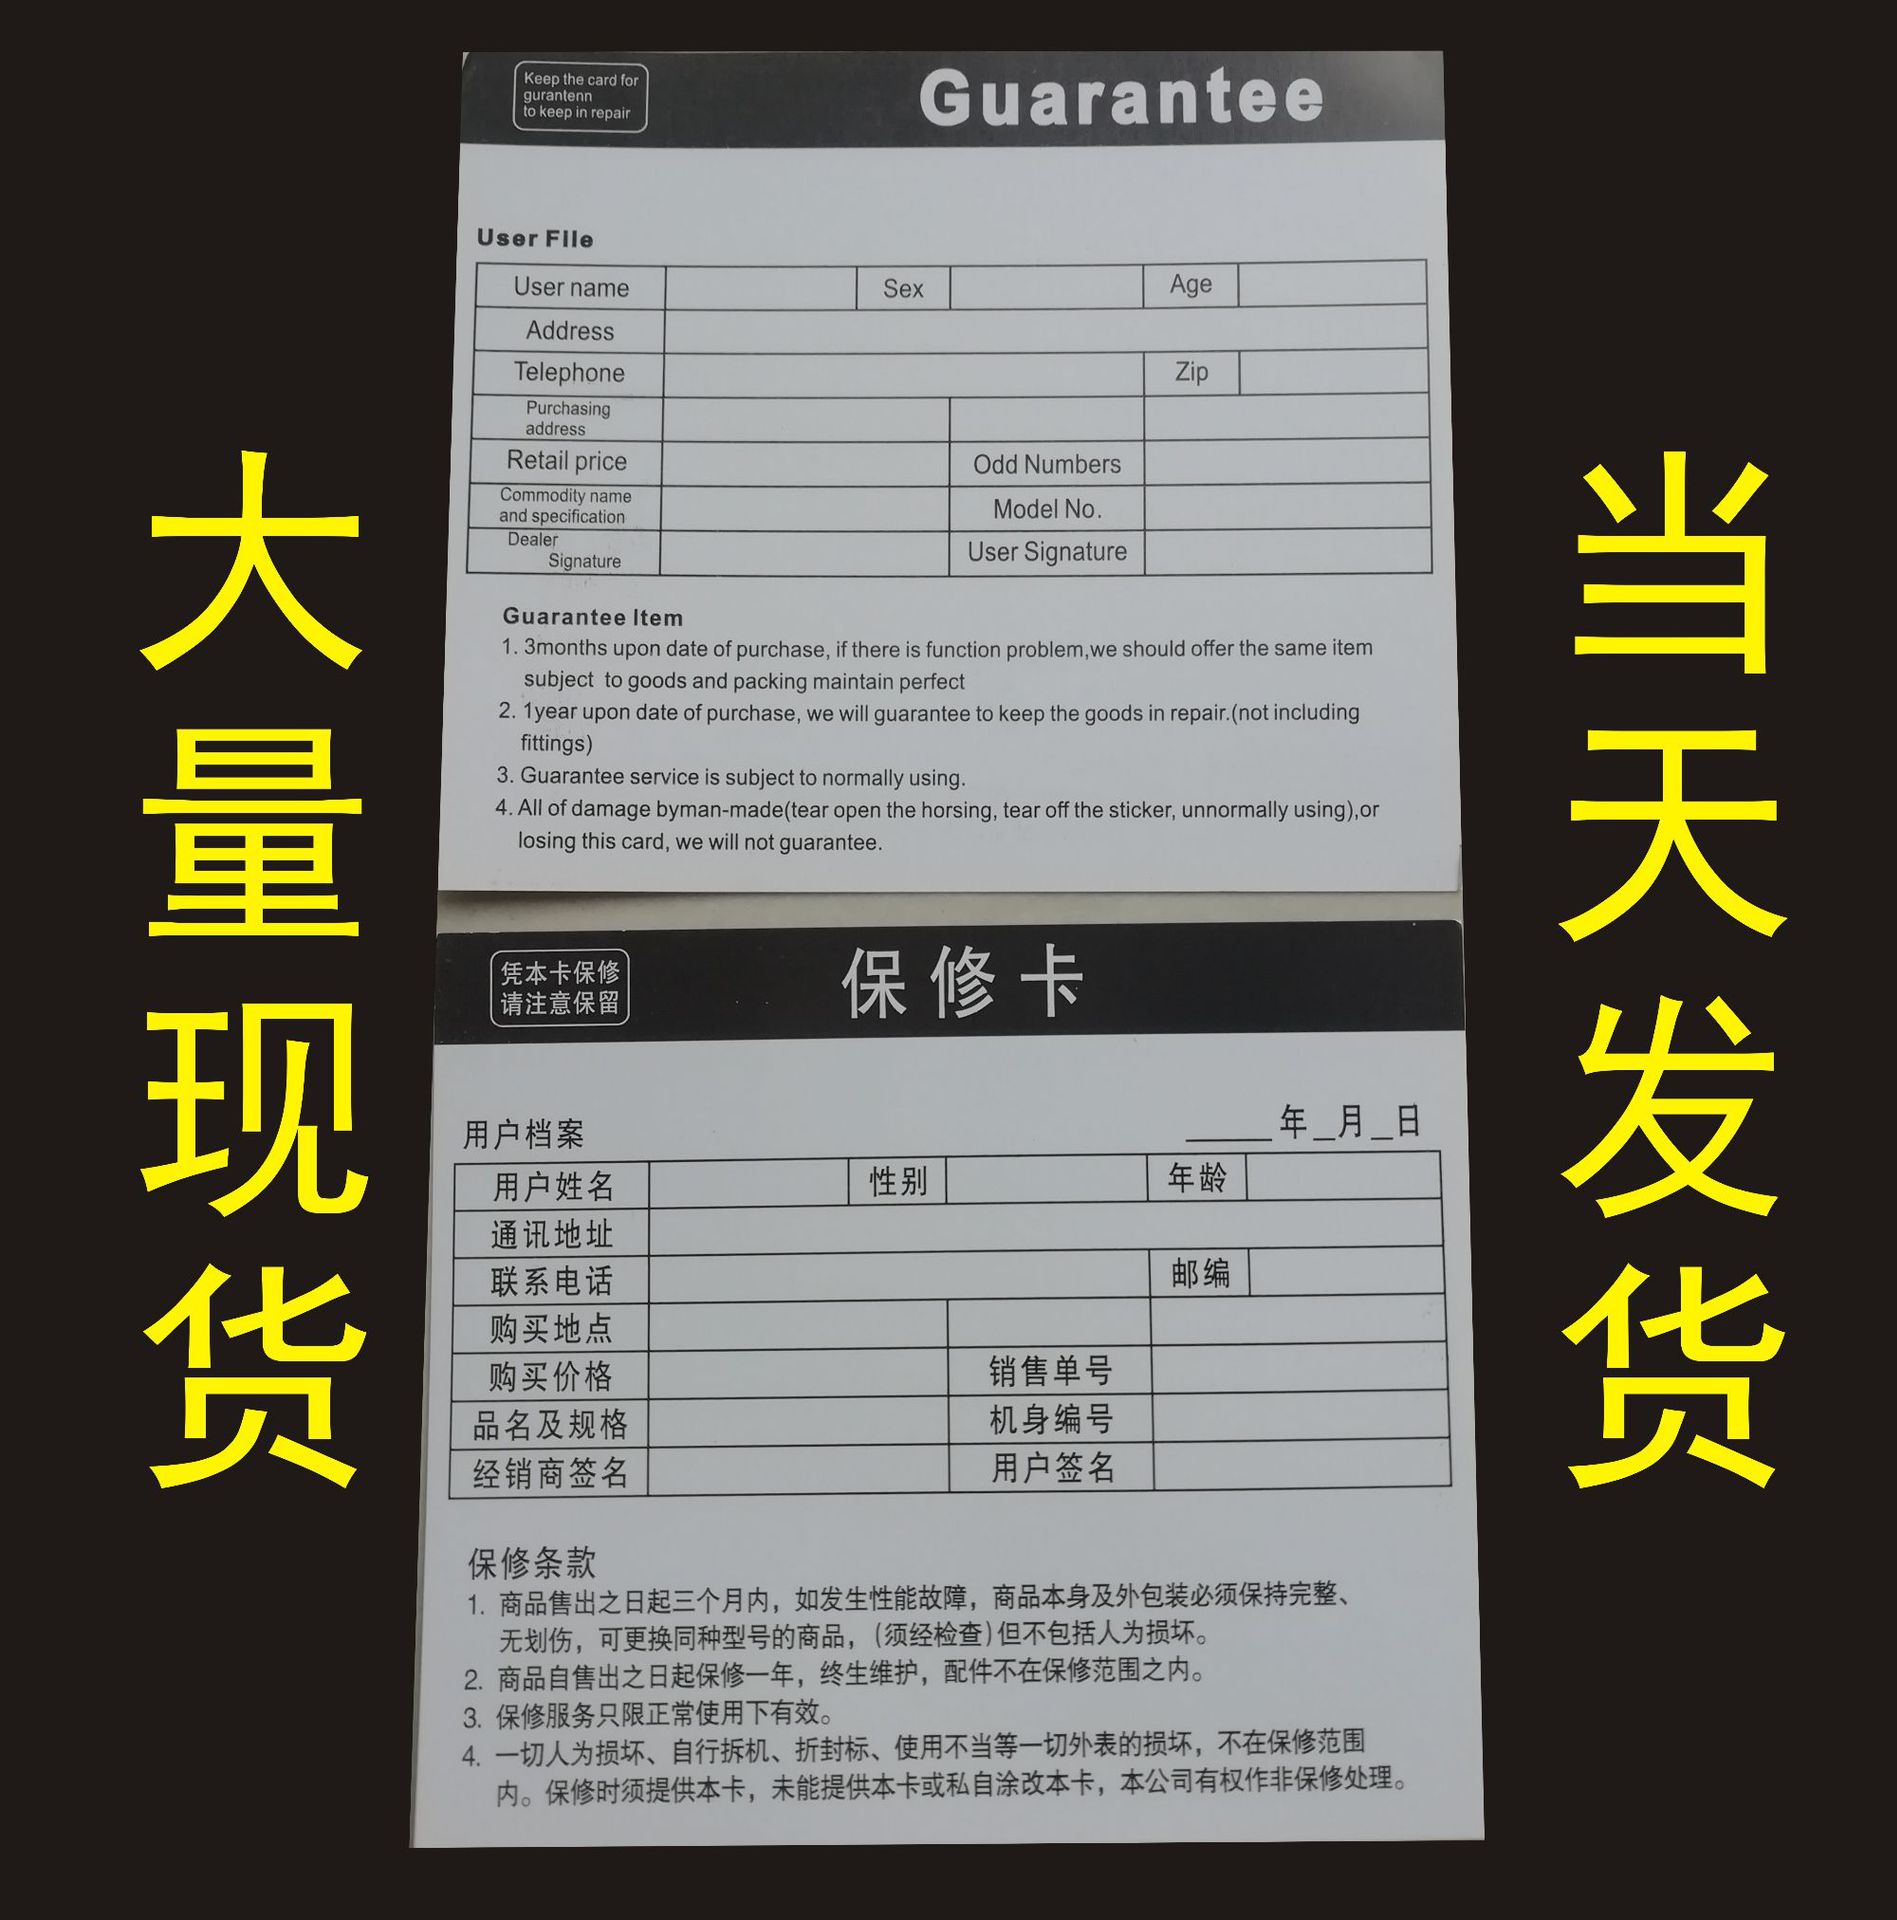 Keep the card for
gurantenn
to keep in repair
Guarantee
User File
User name Sex Age
Address
Telephone Zip
Purchasing
address
Retail price Odd Numbers
Commodity name
and specification
Model No.
Dealer
Signature
User Signature
Guarantee Item
1. 3months upon date of purchase, if there is function problem,we should offer the same item
subject to goods and packing maintain perfect
2. 1year upon date of purchase, we will guarantee to keep the goods in repair.(not including
fittings)
3. Guarantee service is subject to normally using.
4. All of damage byman-made(tear open the horsing, tear off the sticker, unnormally using),or
losing this card, we will not guarantee.
凭本卡保修
请注意保留
保修卡
用户档案 _____年_月_日
用户姓名 性别 年龄
通讯地址
联系电话 邮编
购买地点
购买价格 销售单号
品名及规格 机身编号
经销商签名 用户签名
保修条款
1. 商品售出之日起三个月内，如发生性能故障，商品本身及外包装必须保持完整、
无划伤，可更换同种型号的商品，(须经检查)但不包括人为损坏。
2. 商品自售出之日起保修一年，终生维护，配件不在保修范围之内。
3. 保修服务只限正常使用下有效。
4. 一切人为损坏、自行拆机、折封标、使用不当等一切外表的损坏，不在保修范围
内。保修时须提供本卡，未能提供本卡或私自涂改本卡，本公司有权作非保修处理。
大量现货
当天发货